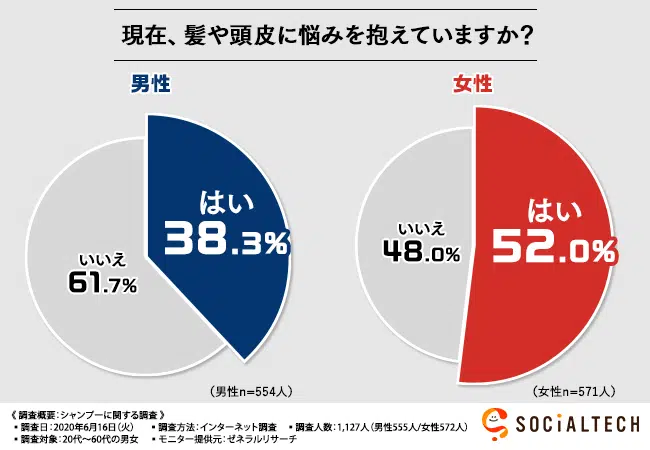 現在、髪や頭皮に悩みを抱えていますか?
男性
はい
38.3%
いいえ
61.7%
(男性n=554人)
女性
はい
52.0%
いいえ
48.0%
(女性n=571人)
《 調査概要：シャンプーに関する調査 》
▪調査日：2020年6月16日(火) ▪調査方法：インターネット調査 ▪調査人数：1,127人(男性555人/女性572人)
▪調査対象：20代～60代の男女 ▪モニター提供元：ゼネラルリサーチ
SOCiALTECH